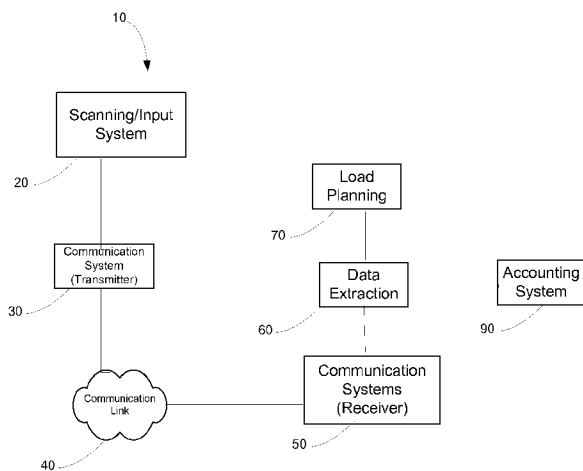 10
Scanning/Input
System
20
Load
Planning
70
Communication
System
(Transmitter)
30
Data
Extraction
60
Accounting
System
90
Communication
Link
40
Communication
Systems
(Receiver)
50